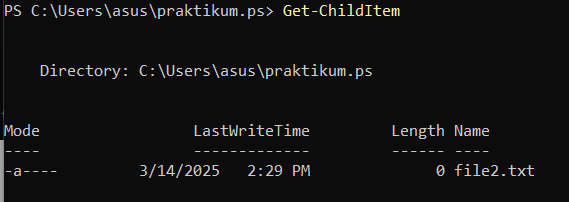 PS C:\Users\asus\praktikum.ps> Get-ChildItem
Directory: C:\Users\asus\praktikum.ps
Mode                 LastWriteTime         Length Name
----                 -------------         ------ ----
-a----         3/14/2025   2:29 PM              0 file2.txt